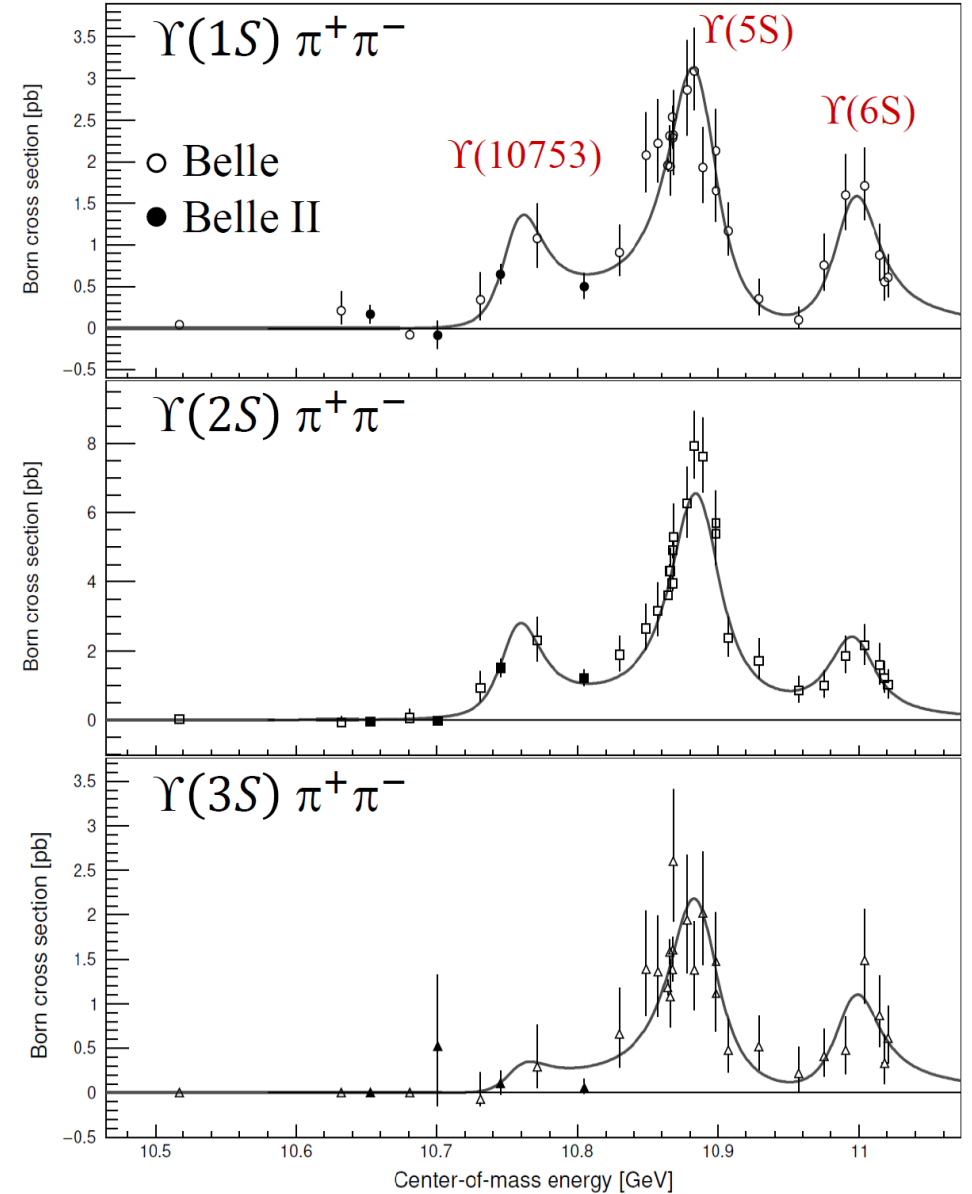 ϒ(1S) π⁺π⁻
ϒ(5S)
ϒ(6S)
ϒ(10753)
Belle
Belle II
Born cross section [pb]
3.5
3
2.5
2
1.5
1
0.5
0
−0.5
ϒ(2S) π⁺π⁻
Born cross section [pb]
8
6
4
2
0
ϒ(3S) π⁺π⁻
Born cross section [pb]
3.5
3
2.5
2
1.5
1
0.5
0
−0.5
10.5 10.6 10.7 10.8 10.9 11
Center-of-mass energy [GeV]